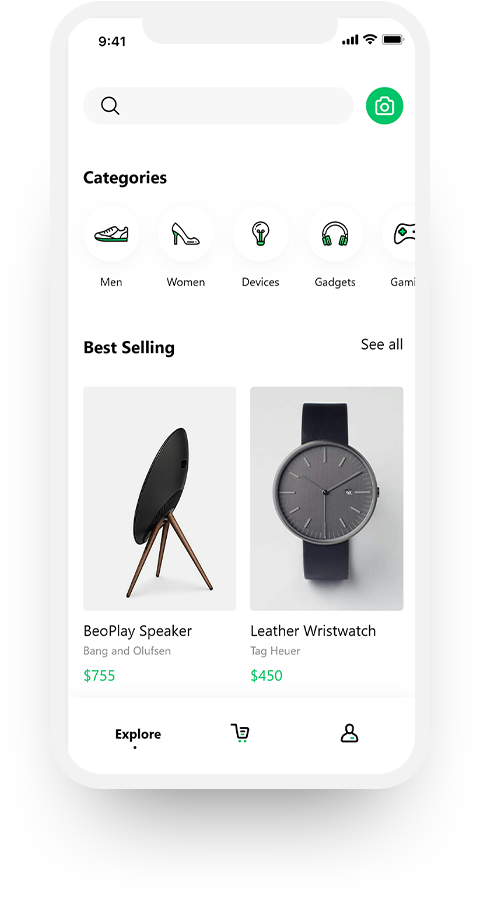 9:41
Categories
Men Women Devices Gadgets Gami
Best Selling See all
BeoPlay Speaker Leather Wristwatch
Bang and Olufsen Tag Heuer
$755 $450
Explore